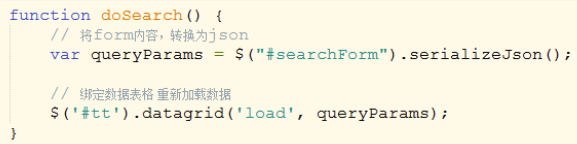 function doSearch() {
// 将form内容，转换为json
var queryParams = $("#searchForm").serializeJson();
// 绑定数据表格 重新加载数据
$('#tt').datagrid('load', queryParams);
}